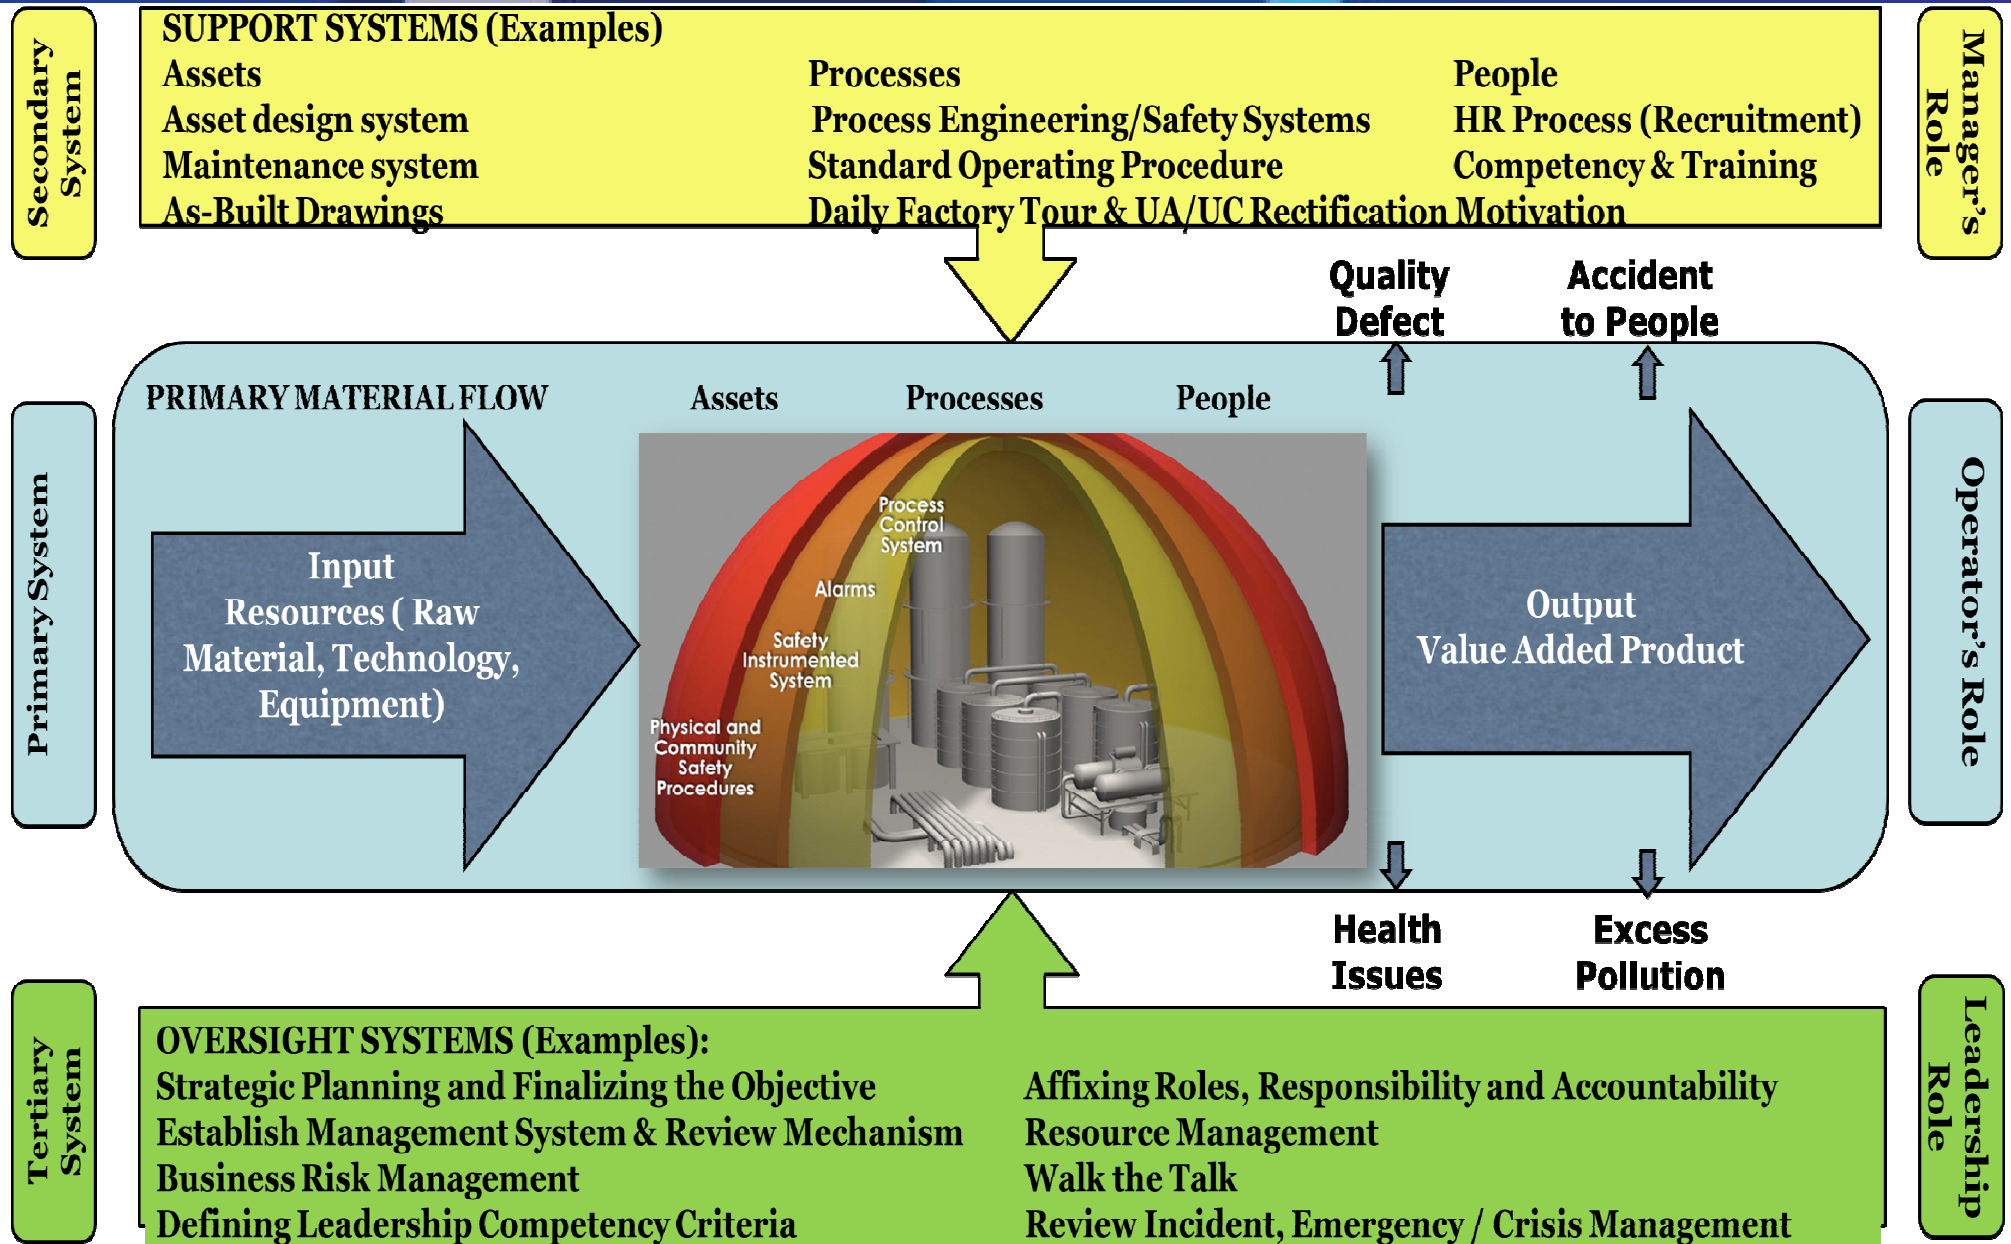 Secondary
System
SUPPORT SYSTEMS (Examples)
Assets
Processes
People
Asset design system
Process Engineering/Safety Systems
HR Process (Recruitment)
Maintenance system
Standard Operating Procedure
Competency & Training
As-Built Drawings
Daily Factory Tour & UA/UC Rectification
Motivation
Manager's
Role
Quality
Defect
Accident
to People
Primary System
PRIMARY MATERIAL FLOW
Assets
Processes
People
Input
Resources ( Raw
Material, Technology,
Equipment)
Process
Control
System
Alarms
Safety
Instrumented
System
Physical and
Community
Safety
Procedures
Output
Value Added Product
Operator's Role
Health
Issues
Excess
Pollution
Tertiary
System
OVERSIGHT SYSTEMS (Examples):
Strategic Planning and Finalizing the Objective
Affixing Roles, Responsibility and Accountability
Establish Management System & Review Mechanism
Resource Management
Business Risk Management
Walk the Talk
Defining Leadership Competency Criteria
Review Incident, Emergency / Crisis Management
Leadership
Role